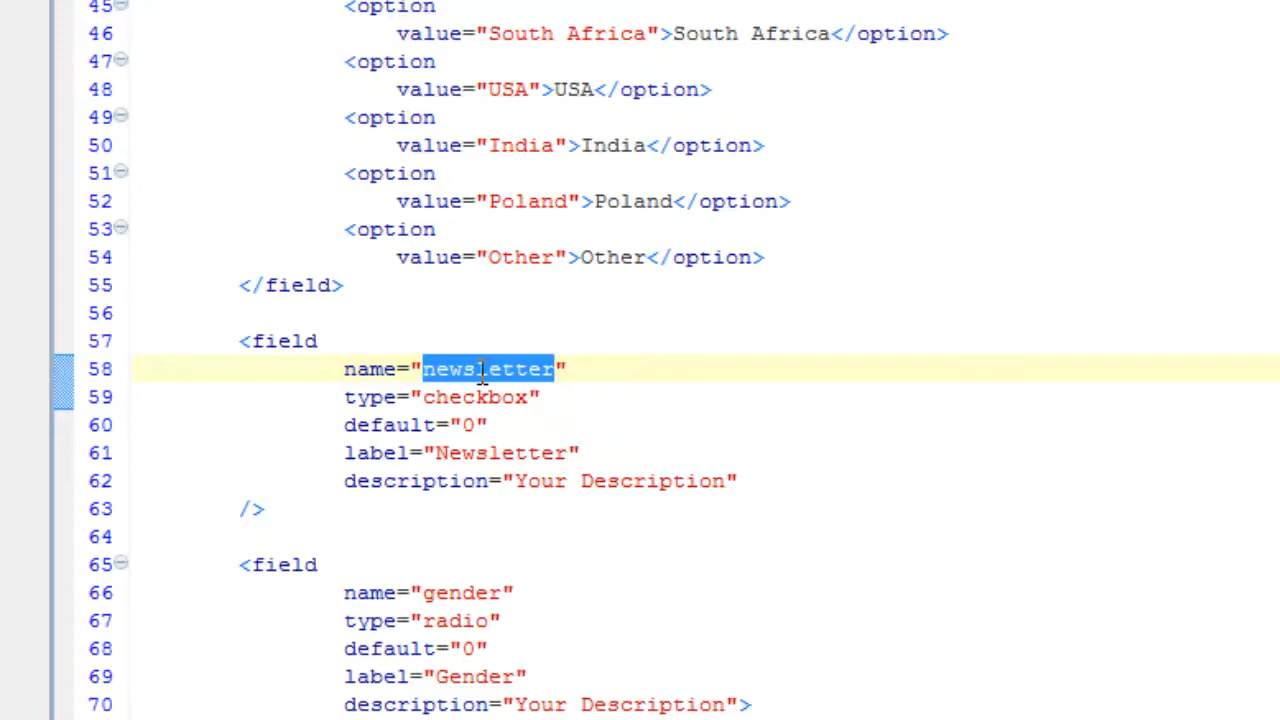 45 <option
46 value="South Africa">South Africa</option>
47 <option
48 value="USA">USA</option>
49 <option
50 value="India">India</option>
51 <option
52 value="Poland">Poland</option>
53 <option
54 value="Other">Other</option>
55 </field>
56
57 <field
58 name="newsletter"
59 type="checkbox"
60 default="0"
61 label="Newsletter"
62 description="Your Description"
63 />
64
65 <field
66 name="gender"
67 type="radio"
68 default="0"
69 label="Gender"
70 description="Your Description">